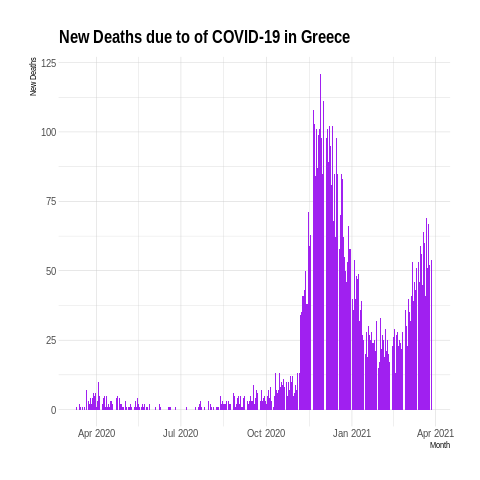 New Deaths due to of COVID-19 in Greece
New Deaths
125
100
75
50
25
0
Apr 2020 Jul 2020 Oct 2020 Jan 2021 Apr 2021
Month